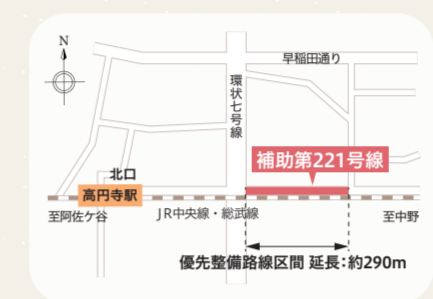 N
早稲田通り
環状七号線
補助第221号線
北口
高円寺駅
至阿佐ケ谷
JR中央線・総武線
至中野
優先整備路線区間 延長：約290m